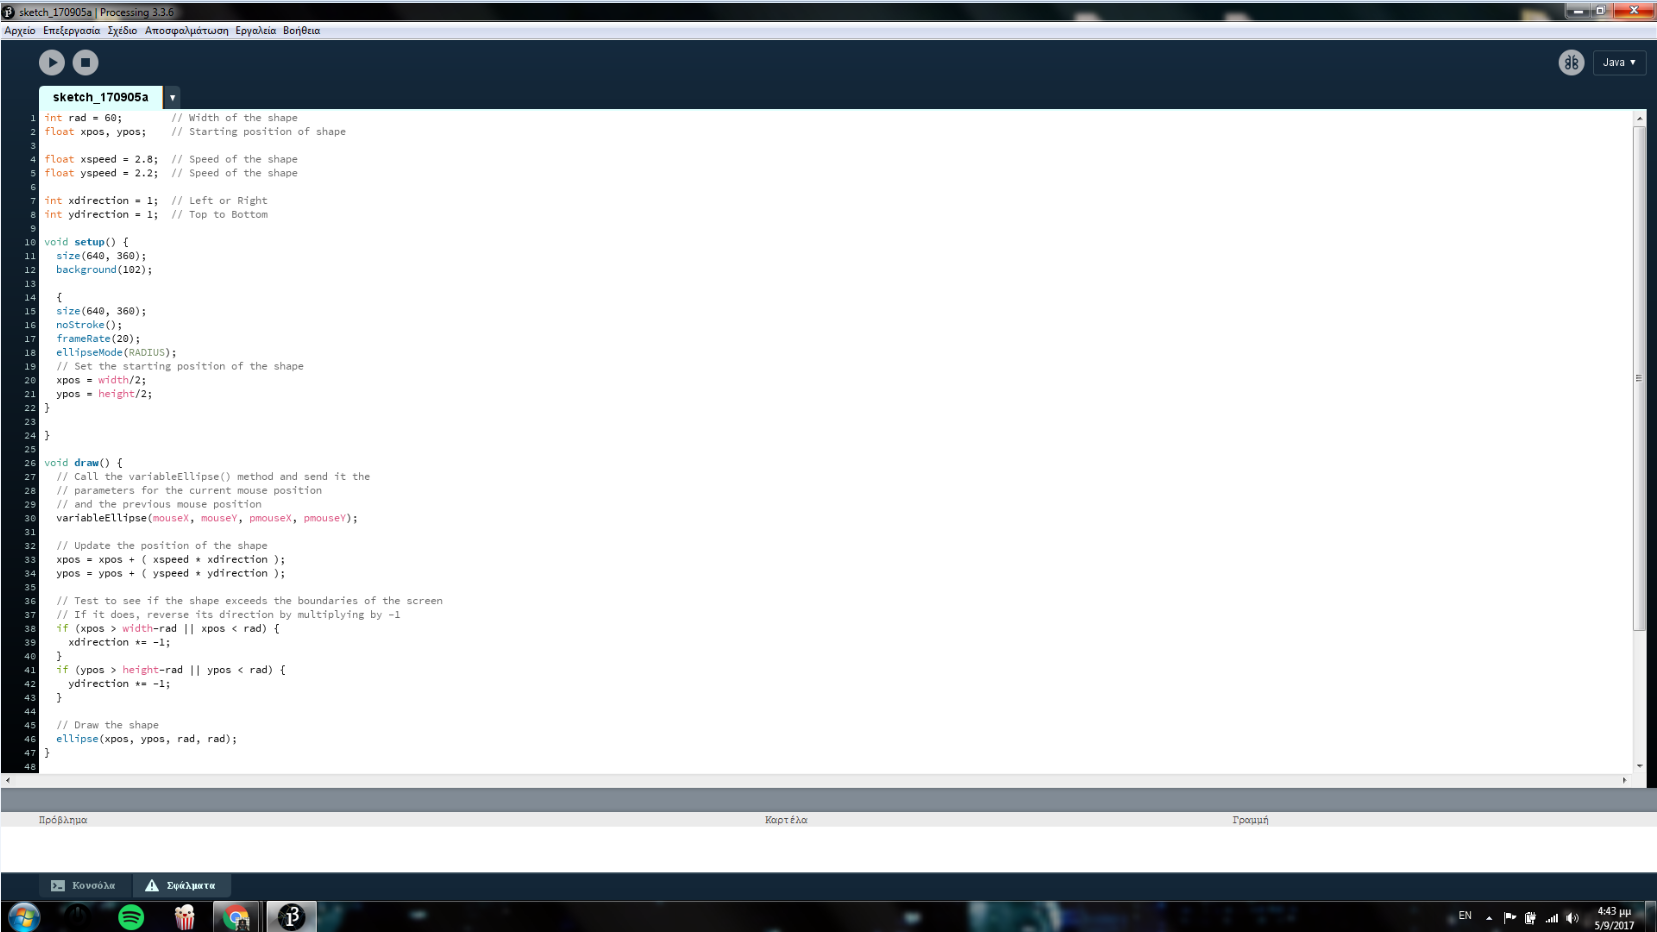 sketch_170905a | Processing 3.3.6
Αρχείο Επεξεργασία Σχέδιο Αποσφαλμάτωση Εργαλεία Βοήθεια
Java ▼
sketch_170905a ▼
1 int rad = 60;        // Width of the shape
2 float xpos, ypos;    // Starting position of shape
3
4 float xspeed = 2.8;  // Speed of the shape
5 float yspeed = 2.2;  // Speed of the shape
6
7 int xdirection = 1;  // Left or Right
8 int ydirection = 1;  // Top to Bottom
9
10 void setup() {
11   size(640, 360);
12   background(102);
13
14   {
15   size(640, 360);
16   noStroke();
17   frameRate(20);
18   ellipseMode(RADIUS);
19   // Set the starting position of the shape
20   xpos = width/2;
21   ypos = height/2;
22 }
23
24 }
25
26 void draw() {
27   // Call the variableEllipse() method and send it the
28   // parameters for the current mouse position
29   // and the previous mouse position
30   variableEllipse(mouseX, mouseY, pmouseX, pmouseY);
31
32   // Update the position of the shape
33   xpos = xpos + ( xspeed * xdirection );
34   ypos = ypos + ( yspeed * ydirection );
35
36   // Test to see if the shape exceeds the boundaries of the screen
37   // If it does, reverse its direction by multiplying by -1
38   if (xpos > width-rad || xpos < rad) {
39     xdirection *= -1;
40   }
41   if (ypos > height-rad || ypos < rad) {
42     ydirection *= -1;
43   }
44
45   // Draw the shape
46   ellipse(xpos, ypos, rad, rad);
47 }
48
Πρόβλημα Καρτέλα Γραμμή
Κονσόλα Σφάλματα
EN
4:43 μμ
5/9/2017